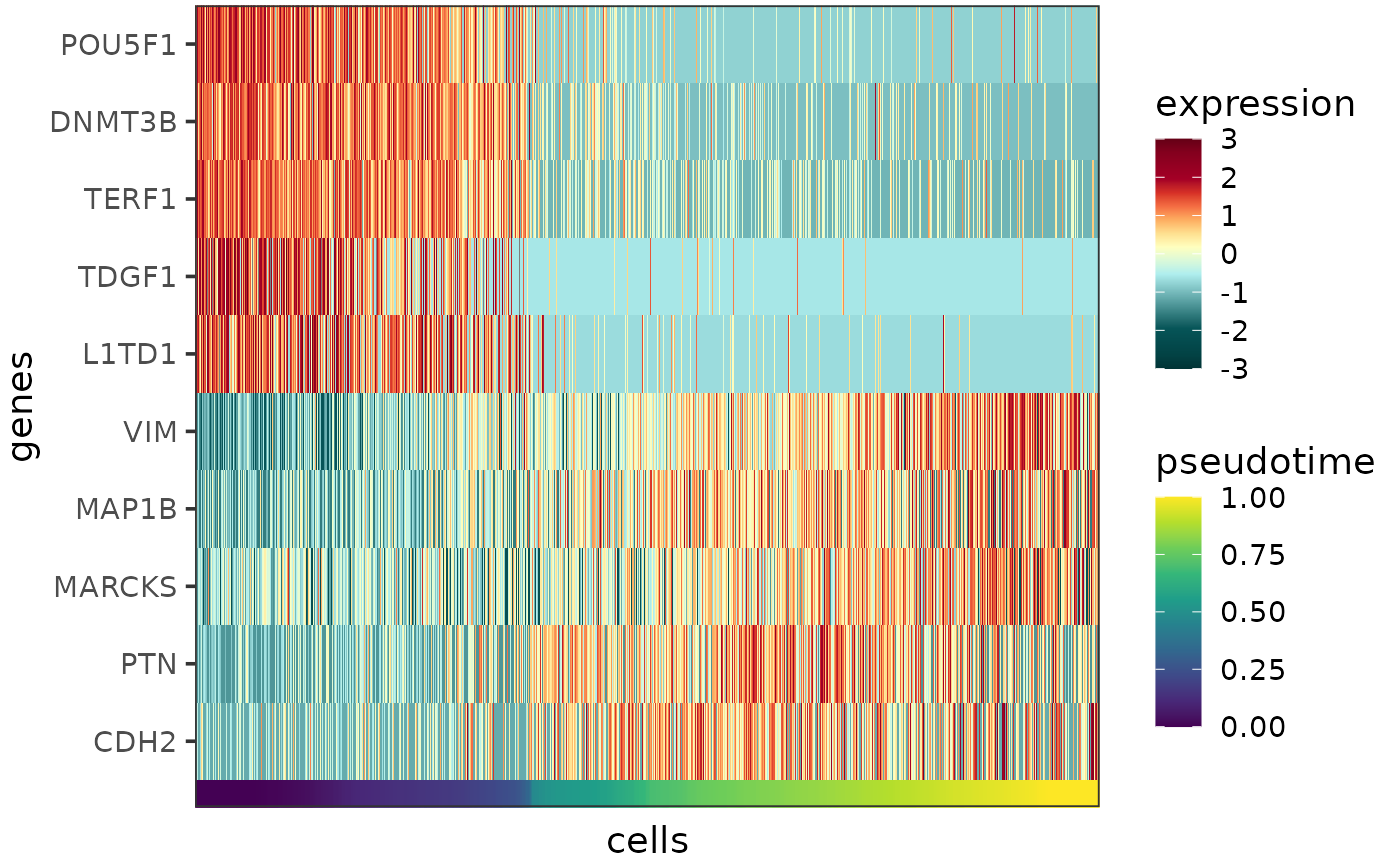 POU5F1
DNMT3B
TERF1
TDGF1
L1TD1
VIM
MAP1B
MARCKS
PTN
CDH2
genes
cells
expression
3
2
1
0
-1
-2
-3
pseudotime
1.00
0.75
0.50
0.25
0.00